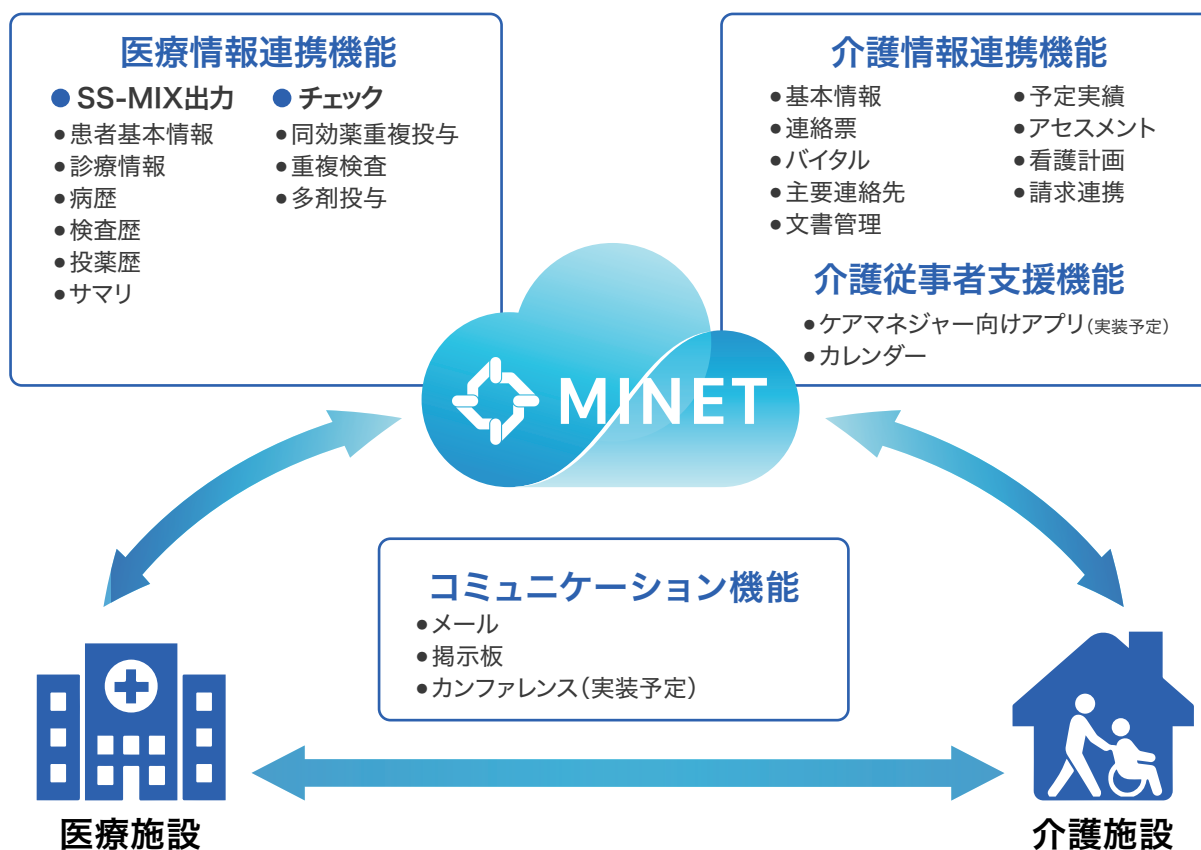 医療情報連携機能
● SS-MIX出力
•患者基本情報
•診療情報
•病歴
•検査歴
•投薬歴
•サマリ
● チェック
•同効薬重複投与
•重複検査
•多剤投与
介護情報連携機能
•基本情報
•連絡票
•バイタル
•主要連絡先
•文書管理
•予定実績
•アセスメント
•看護計画
•請求連携
介護従事者支援機能
•ケアマネジャー向けアプリ(実装予定)
•カレンダー
MINET
コミュニケーション機能
•メール
•掲示板
•カンファレンス(実装予定)
医療施設
介護施設